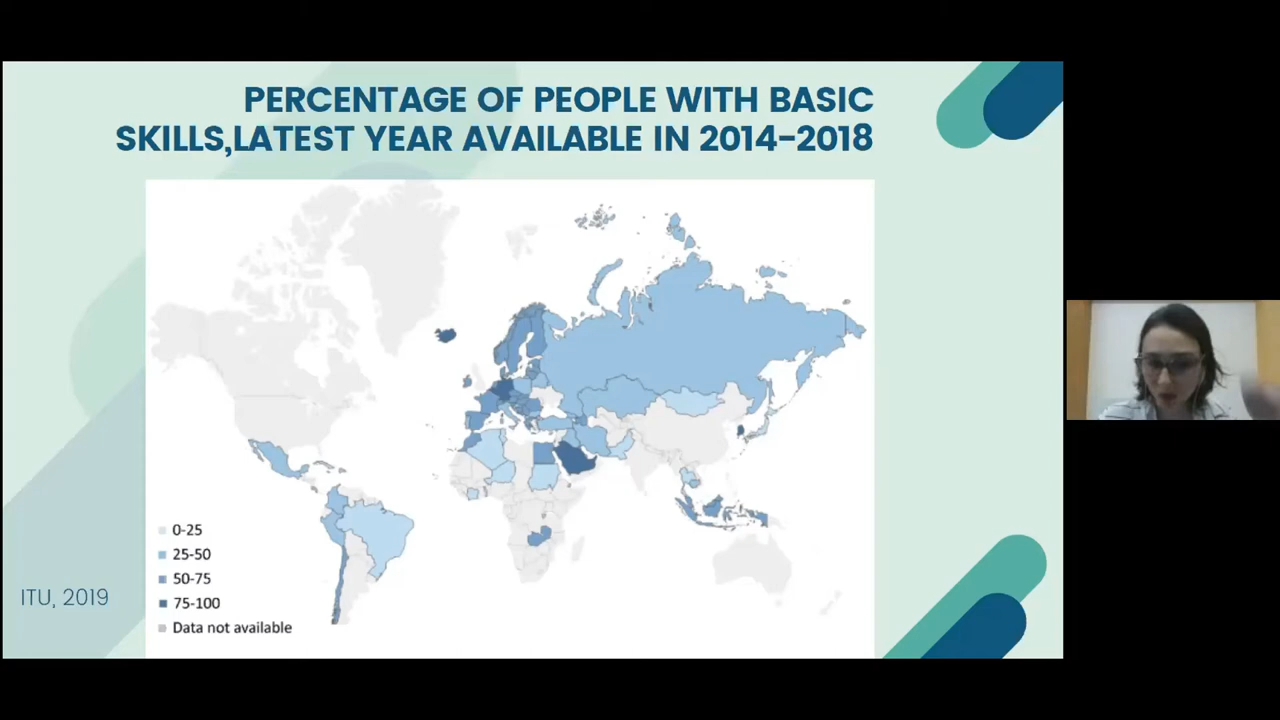 PERCENTAGE OF PEOPLE WITH BASIC
SKILLS,LATEST YEAR AVAILABLE IN 2014-2018
0-25
25-50
50-75
75-100
Data not available
ITU, 2019